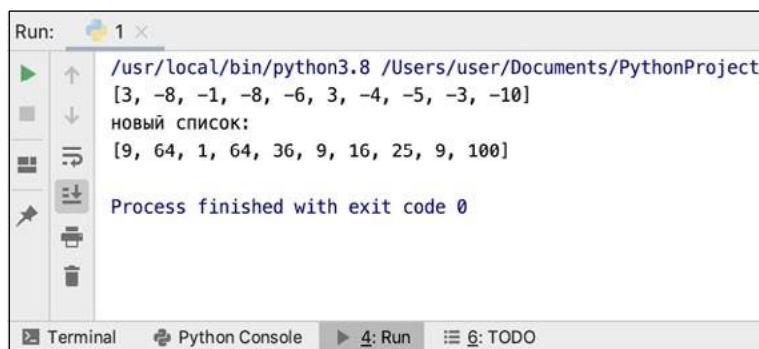 Run: 1
/usr/local/bin/python3.8 /Users/user/Documents/PythonProject
[3, -8, -1, -8, -6, 3, -4, -5, -3, -10]
новый список:
[9, 64, 1, 64, 36, 9, 16, 25, 9, 100]
Process finished with exit code 0
Terminal Python Console 4: Run 6: TODO